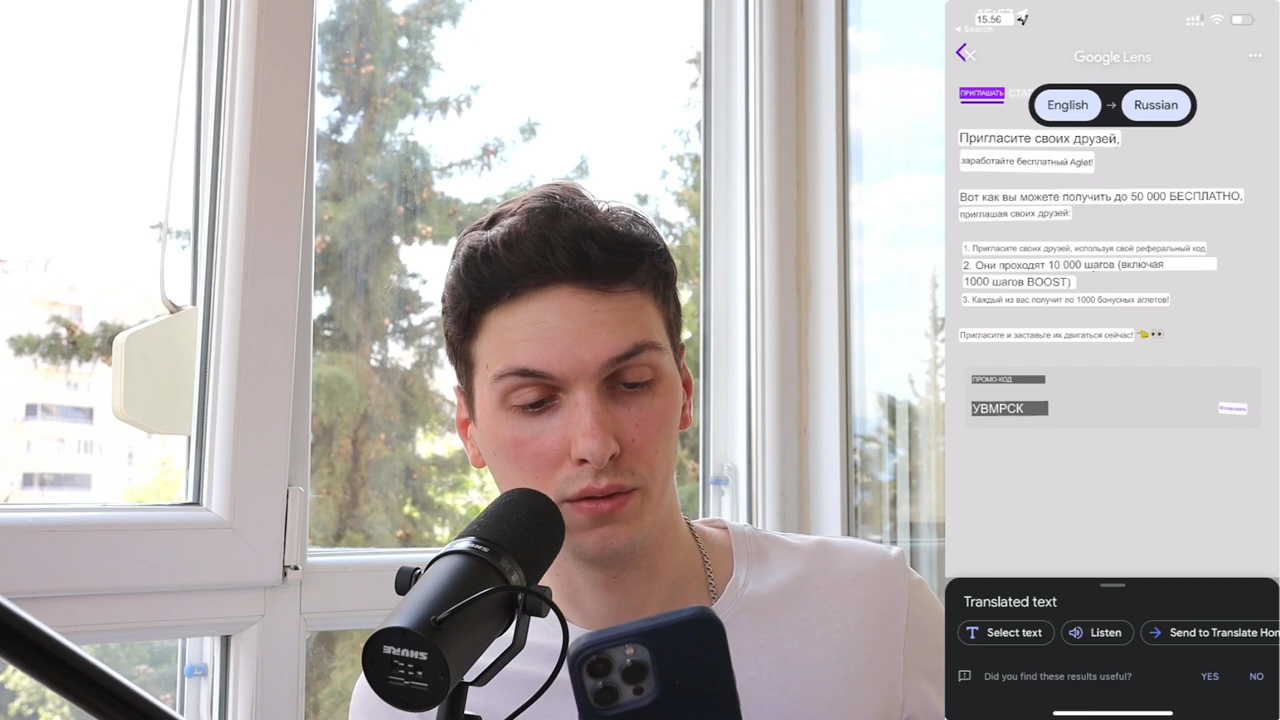 15.56
Search
Google Lens
ПРИГЛАШАТЬ
English → Russian
Пригласите своих друзей,
заработайте бесплатный Aglet!
Вот как вы можете получить до 50 000 БЕСПЛАТНО,
приглашая своих друзей:
1. Пригласите своих друзей, используя свой реферальный код
2. Они проходят 10 000 шагов (включая
1000 шагов BOOST)
3. Каждый из вас получит по 1000 бонусных аглетов!
Пригласите и заставьте их двигаться сейчас!
ПРОМО-КОД
УВМРСК
Translated text
Select text
Listen
Send to Translate Hom
Did you find these results useful?
YES
NO
SHURE